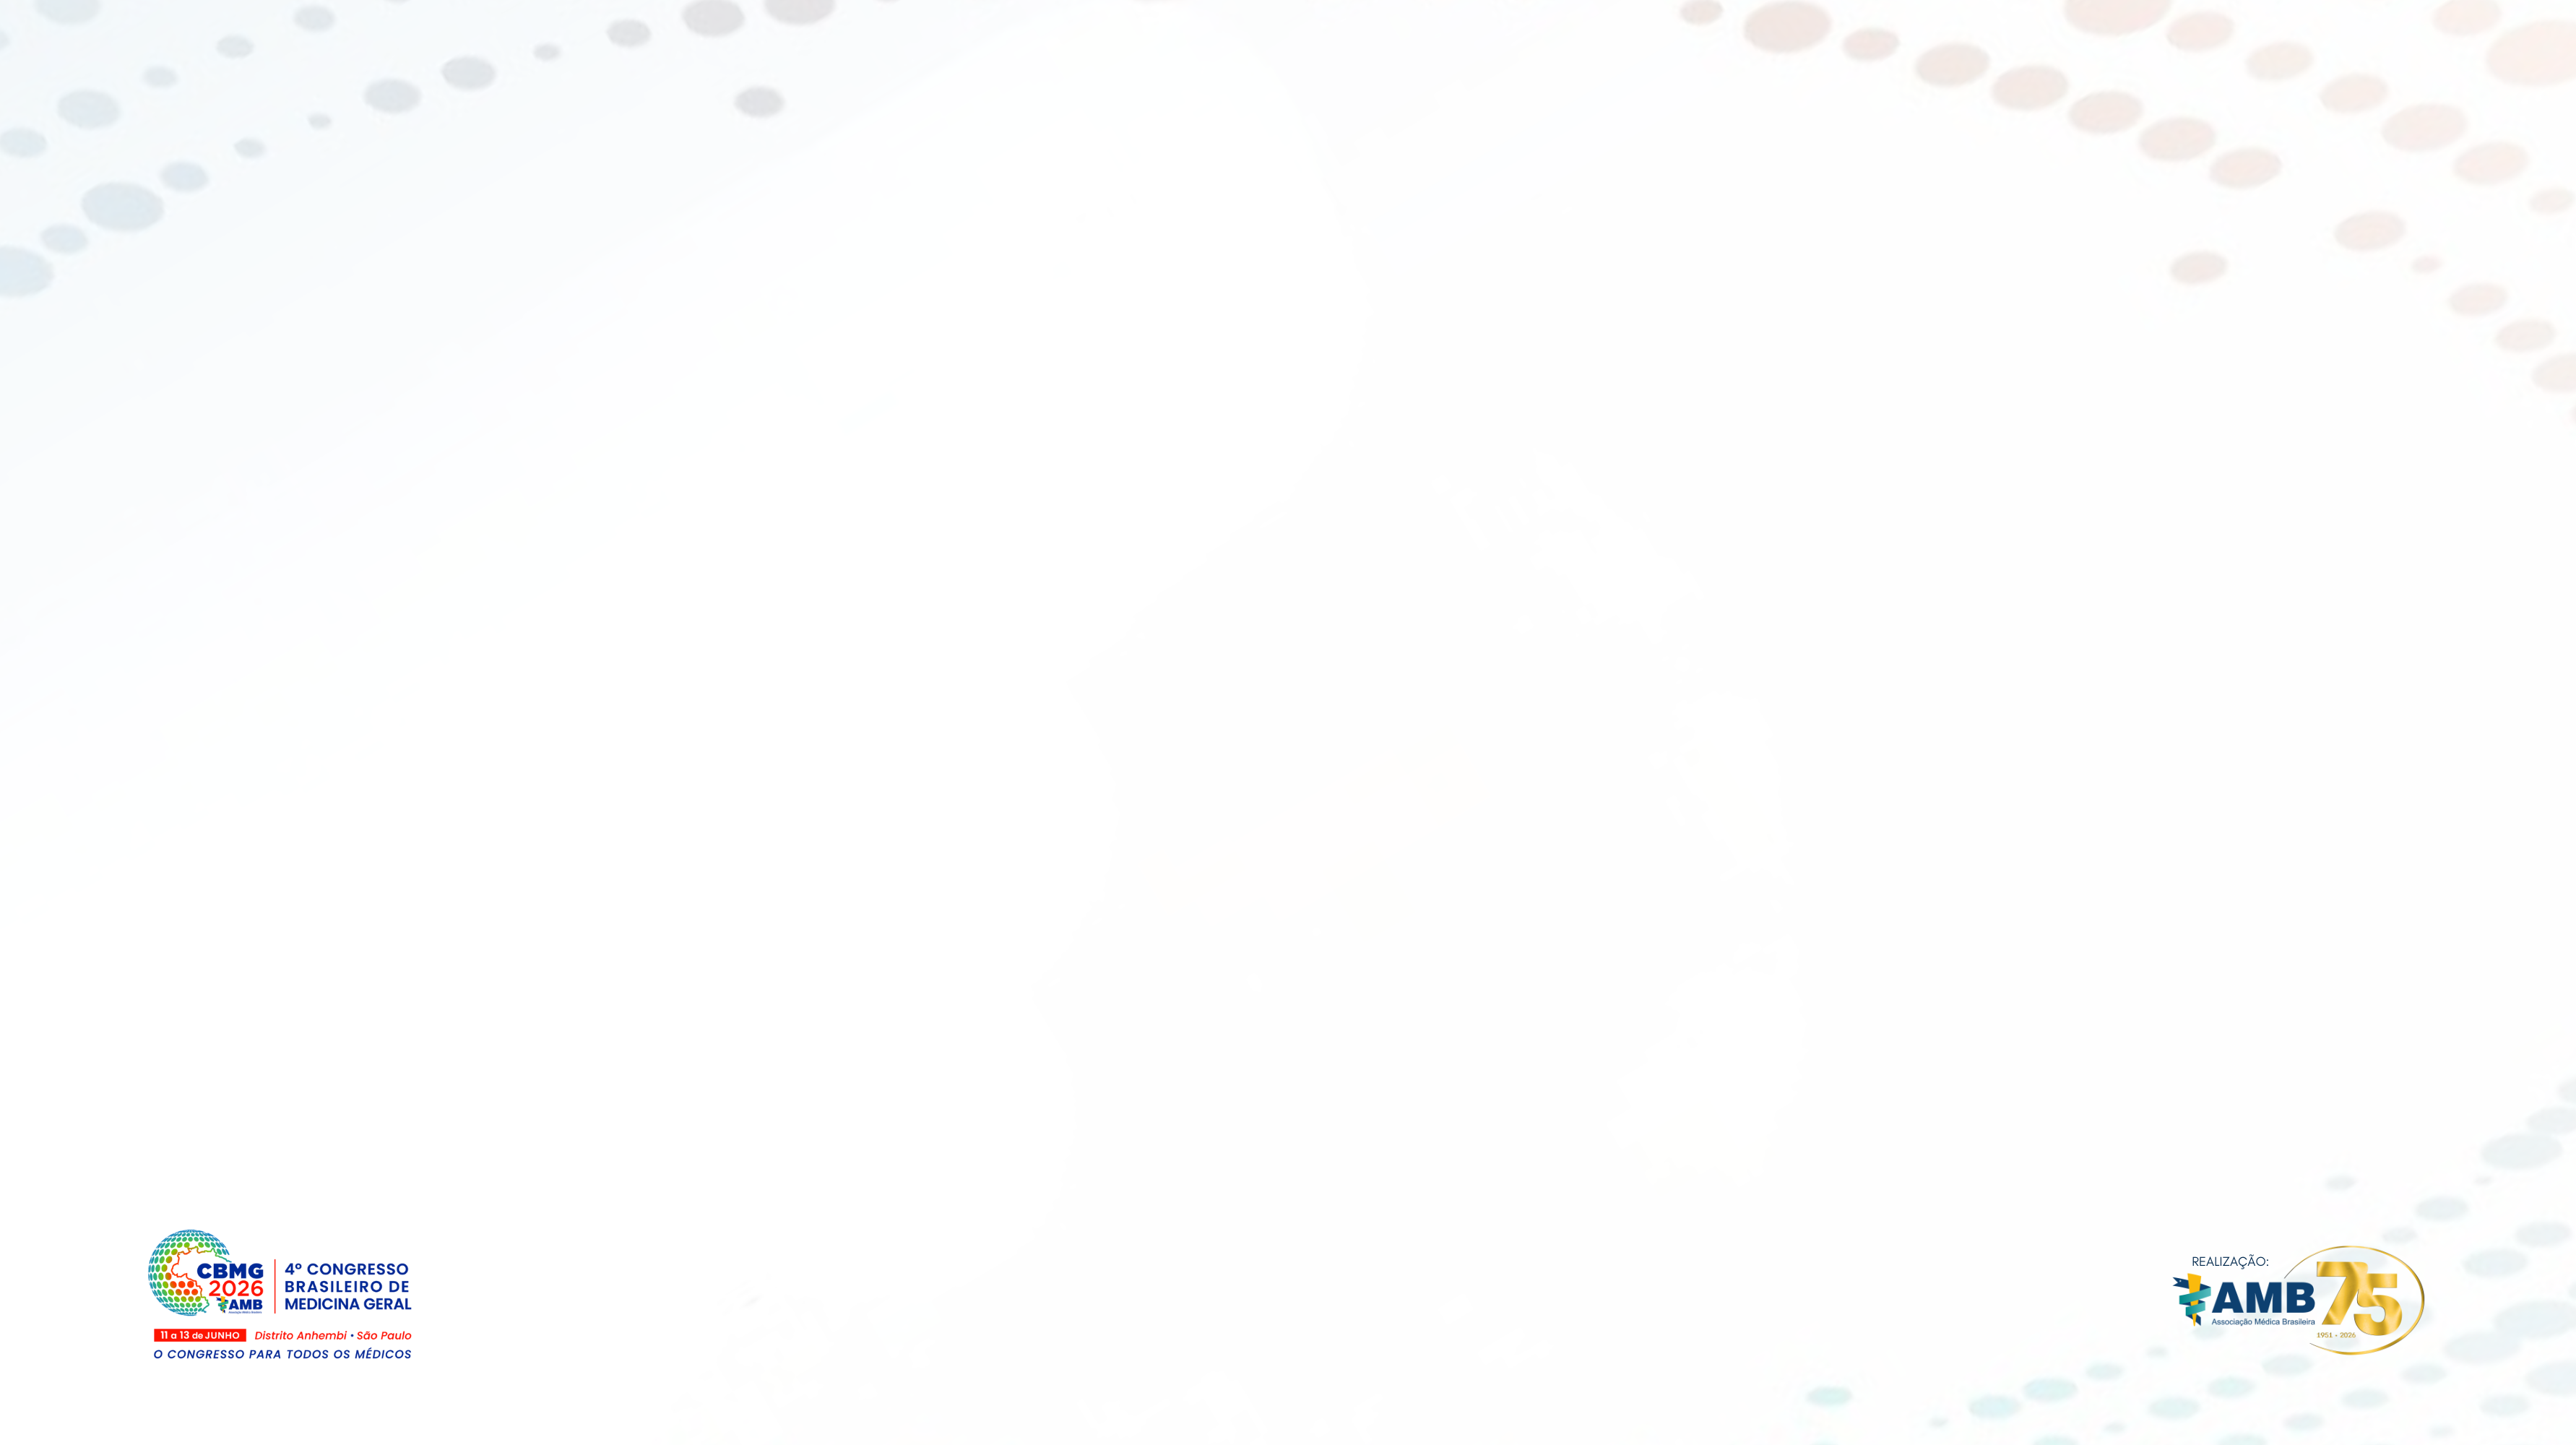 CBMG
2026
AMB
4º CONGRESSO
BRASILEIRO DE
MEDICINA GERAL
11 a 13 de JUNHO Distrito Anhembi • São Paulo
O CONGRESSO PARA TODOS OS MÉDICOS
REALIZAÇÃO:
AMB 75
Associação Médica Brasileira
1951 - 2026